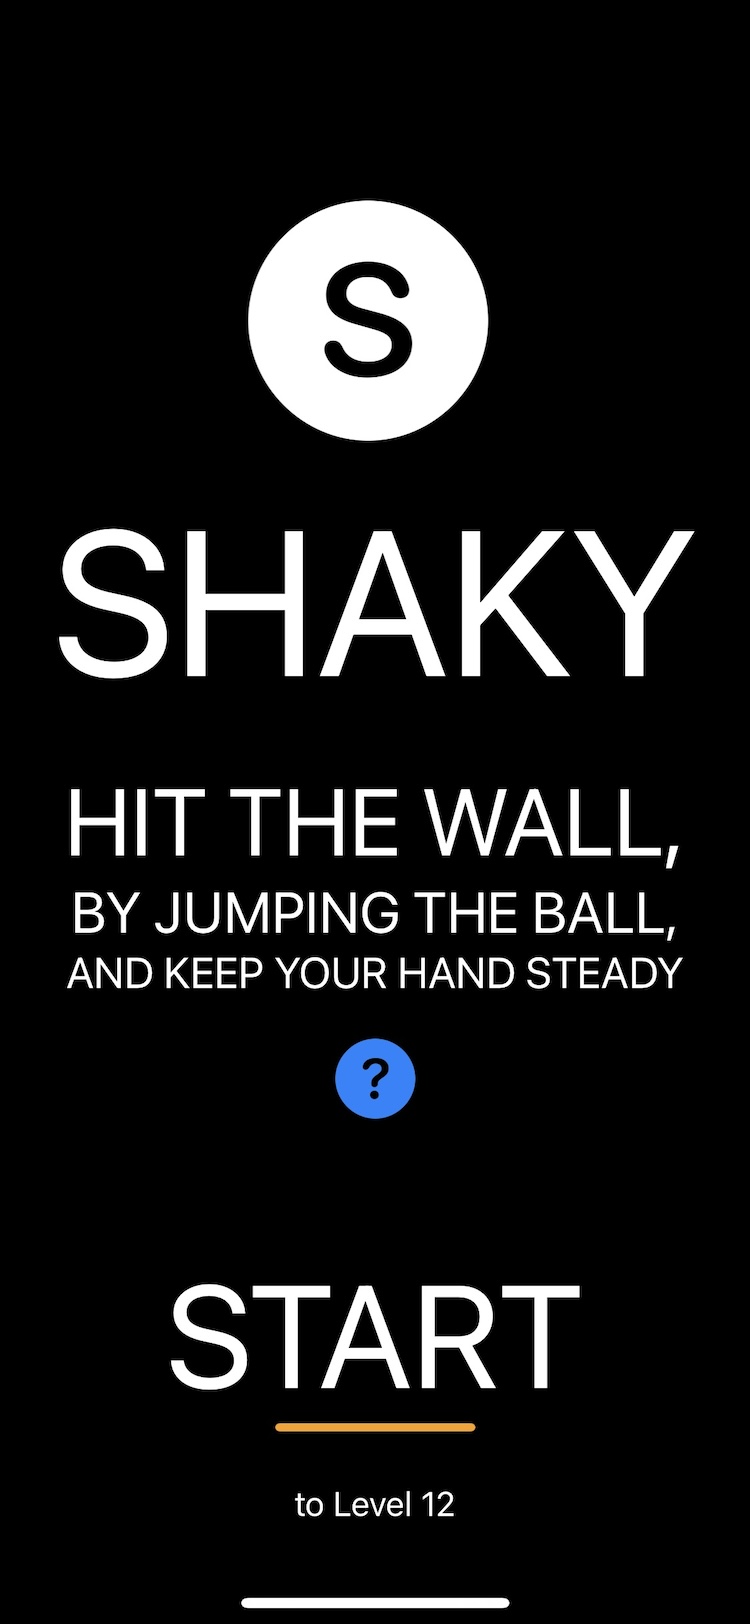 S
SHAKY
HIT THE WALL,
BY JUMPING THE BALL,
AND KEEP YOUR HAND STEADY
?
START
to Level 12